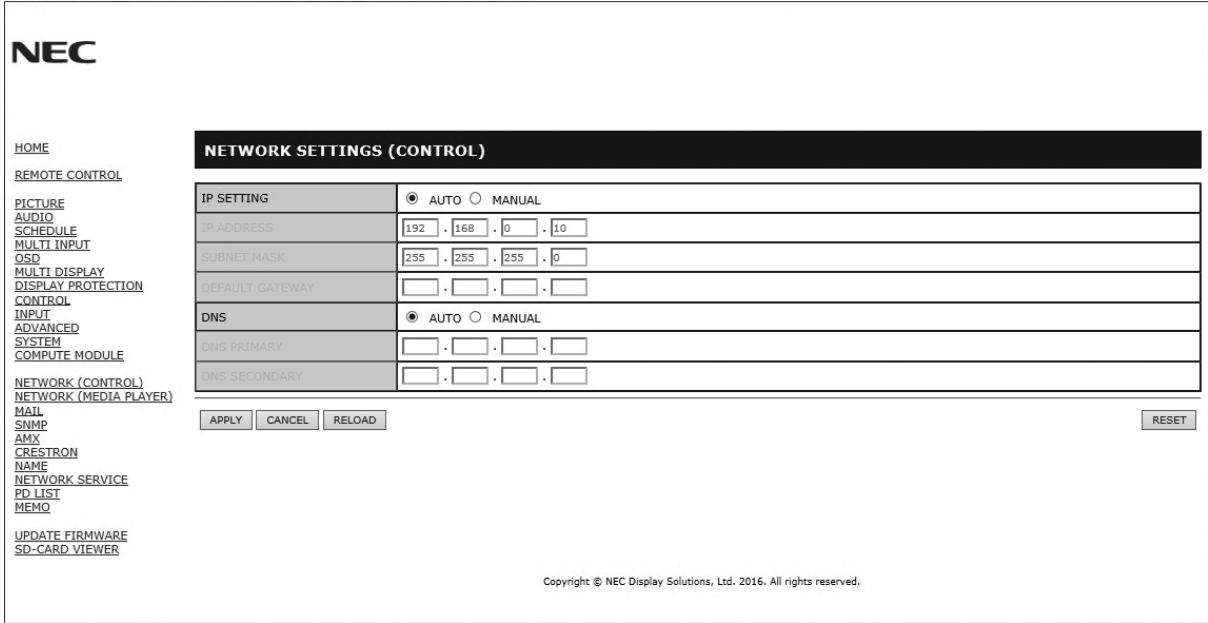 NEC
HOME
REMOTE CONTROL
PICTURE
AUDIO
SCHEDULE
MULTI INPUT
OSD
MULTI DISPLAY
DISPLAY PROTECTION
CONTROL
INPUT
ADVANCED
SYSTEM
COMPUTE MODULE
NETWORK (CONTROL)
NETWORK (MEDIA PLAYER)
MAIL
SNMP
AMX
CRESTRON
NAME
NETWORK SERVICE
PD LIST
MEMO
UPDATE FIRMWARE
SD-CARD VIEWER
NETWORK SETTINGS (CONTROL)
IP SETTING AUTO MANUAL
IP ADDRESS 192 . 168 . 0 . 10
SUBNET MASK 255 . 255 . 255 . 0
DEFAULT GATEWAY . . .
DNS AUTO MANUAL
DNS PRIMARY . . .
DNS SECONDARY . . .
APPLY CANCEL RELOAD RESET
Copyright © NEC Display Solutions, Ltd. 2016. All rights reserved.